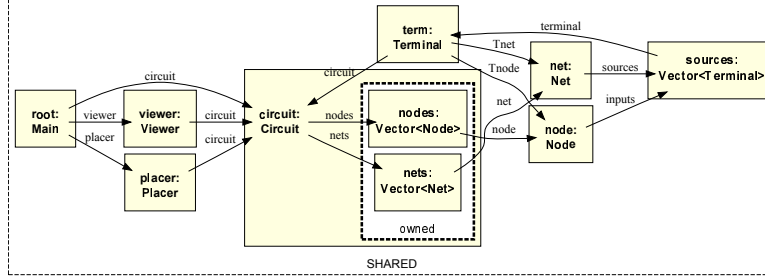 term:
Terminal
terminal
Tnet
Tnode
net:
Net
sources
sources:
Vector<Terminal>
circuit
circuit
root:
Main
viewer
placer
viewer:
Viewer
circuit
circuit
placer:
Placer
circuit:
Circuit
nodes
nets
nodes:
Vector<Node>
nets:
Vector<Net>
owned
net
node
inputs
node:
Node
SHARED